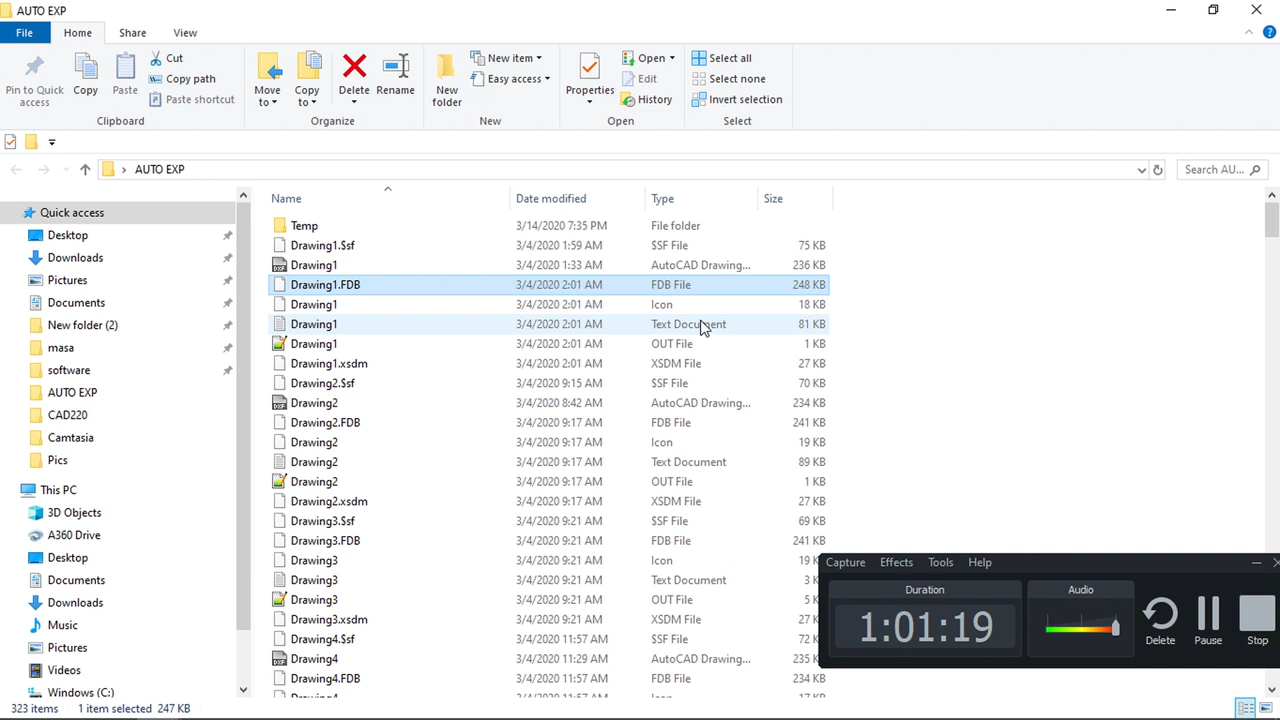 AUTO EXP
File Home Share View
Pin to Quick access
Copy
Paste
Cut
Copy path
Paste shortcut
Clipboard
Move to
Copy to
Delete
Rename
Organize
New folder
New item
Easy access
New
Properties
Open
Edit
History
Open
Select all
Select none
Invert selection
Select
AUTO EXP
Search AU...
Quick access
Desktop
Downloads
Pictures
Documents
New folder (2)
masa
software
AUTO EXP
CAD220
Camtasia
Pics
This PC
3D Objects
A360 Drive
Desktop
Documents
Downloads
Music
Pictures
Videos
Windows (C:)
Name Date modified Type Size
Temp 3/14/2020 7:35 PM File folder
Drawing1.$sf 3/4/2020 1:59 AM $SF File 75 KB
Drawing1 3/4/2020 1:33 AM AutoCAD Drawing... 236 KB
Drawing1.FDB 3/4/2020 2:01 AM FDB File 248 KB
Drawing1 3/4/2020 2:01 AM Icon 18 KB
Drawing1 3/4/2020 2:01 AM Text Document 81 KB
Drawing1 3/4/2020 2:01 AM OUT File 1 KB
Drawing1.xsdm 3/4/2020 2:01 AM XSDM File 27 KB
Drawing2.$sf 3/4/2020 9:15 AM $SF File 70 KB
Drawing2 3/4/2020 8:42 AM AutoCAD Drawing... 234 KB
Drawing2.FDB 3/4/2020 9:17 AM FDB File 241 KB
Drawing2 3/4/2020 9:17 AM Icon 19 KB
Drawing2 3/4/2020 9:17 AM Text Document 89 KB
Drawing2 3/4/2020 9:17 AM OUT File 1 KB
Drawing2.xsdm 3/4/2020 9:17 AM XSDM File 27 KB
Drawing3.$sf 3/4/2020 9:21 AM $SF File 69 KB
Drawing3.FDB 3/4/2020 9:21 AM FDB File 241 KB
Drawing3 3/4/2020 9:21 AM Icon 19
Drawing3 3/4/2020 9:21 AM Text Document 3
Drawing3 3/4/2020 9:21 AM OUT File 5
Drawing3.xsdm 3/4/2020 9:21 AM XSDM File 27
Drawing4.$sf 3/4/2020 11:57 AM $SF File 72
Drawing4 3/4/2020 11:29 AM AutoCAD Drawing... 235
Drawing4.FDB 3/4/2020 11:57 AM FDB File 234
Capture Effects Tools Help
Duration
1:01:19
Audio
Delete
Pause
Stop
323 items 1 item selected 247 KB